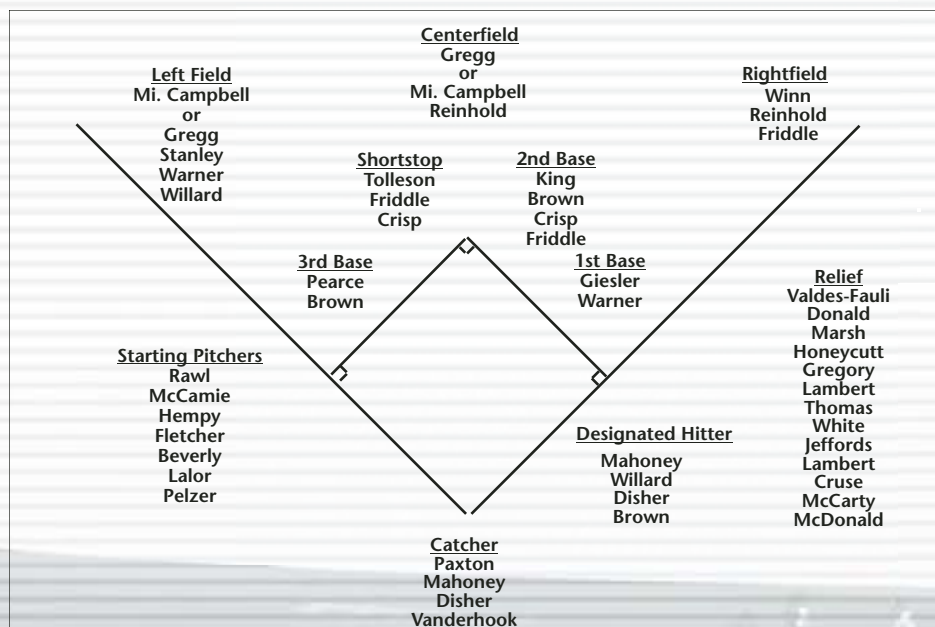 Centerfield
Gregg
or
Mi. Campbell
Reinhold
Left Field
Mi. Campbell
or
Gregg
Stanley
Warner
Willard
Rightfield
Winn
Reinhold
Friddle
Shortstop
Tolleson
Friddle
Crisp
2nd Base
King
Brown
Crisp
Friddle
3rd Base
Pearce
Brown
1st Base
Giesler
Warner
Relief
Valdes-Fauli
Donald
Marsh
Honeycutt
Gregory
Lambert
Thomas
White
Jeffords
Lambert
Cruse
McCarty
McDonald
Starting Pitchers
Rawl
McCamie
Hempy
Fletcher
Beverly
Lalor
Pelzer
Designated Hitter
Mahoney
Willard
Disher
Brown
Catcher
Paxton
Mahoney
Disher
Vanderhook